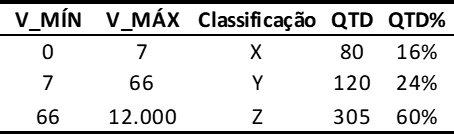 V_MÍN V_MÁX Classificação QTD QTD%
0 7 X 80 16%
7 66 Y 120 24%
66 12.000 Z 305 60%